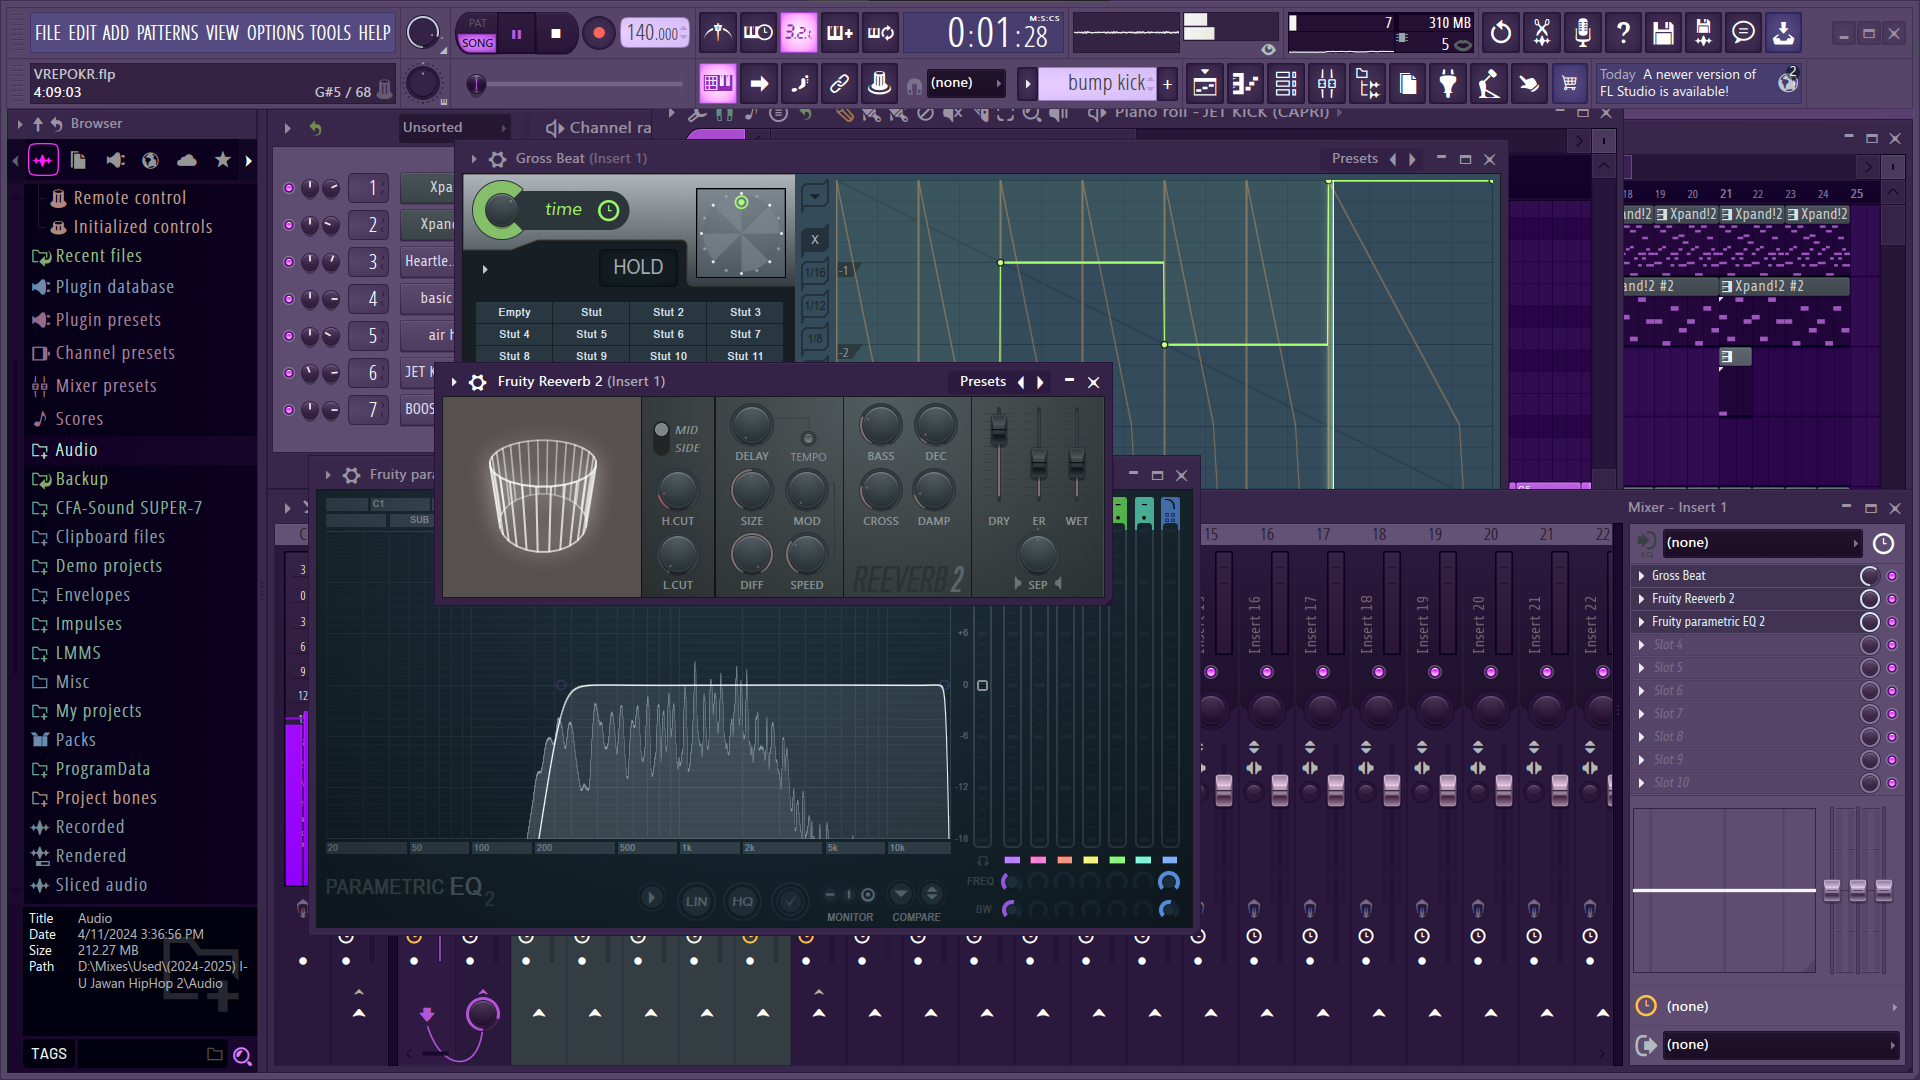 FILE EDIT ADD PATTERNS VIEW OPTIONS TOOLS HELP
PAT
SONG
140.000
3.2.
0:01:28
M:S:CS
7
310 MB
5
VREPOKR.flp
4:09:03
G#5 / 68
(none)
bump kick
Today A newer version of
FL Studio is available!
2
Browser
Unsorted
Channel ra
Piano roll - JET KICK (CAPRI)
Remote control
Initialized controls
Recent files
Plugin database
Plugin presets
Channel presets
Mixer presets
Scores
Audio
Backup
CFA-Sound SUPER-7
Clipboard files
Demo projects
Envelopes
Impulses
LMMS
Misc
My projects
Packs
ProgramData
Project bones
Recorded
Rendered
Sliced audio
Title Audio
Date 4/11/2024 3:36:56 PM
Size 212.27 MB
Path D:\Mixes\Used\(2024-2025) I-
U Jawan HipHop 2\Audio
TAGS
1 Xpa
2 Xpan
3 Heartle...
4 basic
5 air h
6 JET K
7 BOOS
Gross Beat (Insert 1)
Presets
time
HOLD
Empty Stut Stut 2 Stut 3
Stut 4 Stut 5 Stut 6 Stut 7
Stut 8 Stut 9 Stut 10 Stut 11
X
1/16
1/12
1/8
-1
-2
18 19 20 21 22 23 24 25
and!2 Xpand!2 Xpand!2 Xpand!2
and!2 #2 Xpand!2 #2
Fruity Reeverb 2 (Insert 1)
Presets
MID
SIDE
H.CUT
L.CUT
DELAY
TEMPO
SIZE
MOD
DIFF
SPEED
BASS
DEC
CROSS
DAMP
REEVERB 2
DRY
ER
WET
SEP
Fruity par
C1
SUB
+6
0
-6
-12
-18
20 50 100 200 500 1k 2k 5k 10k
PARAMETRIC EQ 2
LIN
HQ
MONITOR
COMPARE
FREQ
BW
C
3
0
3
6
9
12
15 16 17 18 19 20 21 22
Insert 16
Insert 17
Insert 18
Insert 19
Insert 20
Insert 21
Insert 22
Mixer - Insert 1
(none)
Gross Beat
Fruity Reeverb 2
Fruity parametric EQ 2
Slot 4
Slot 5
Slot 6
Slot 7
Slot 8
Slot 9
Slot 10
(none)
(none)